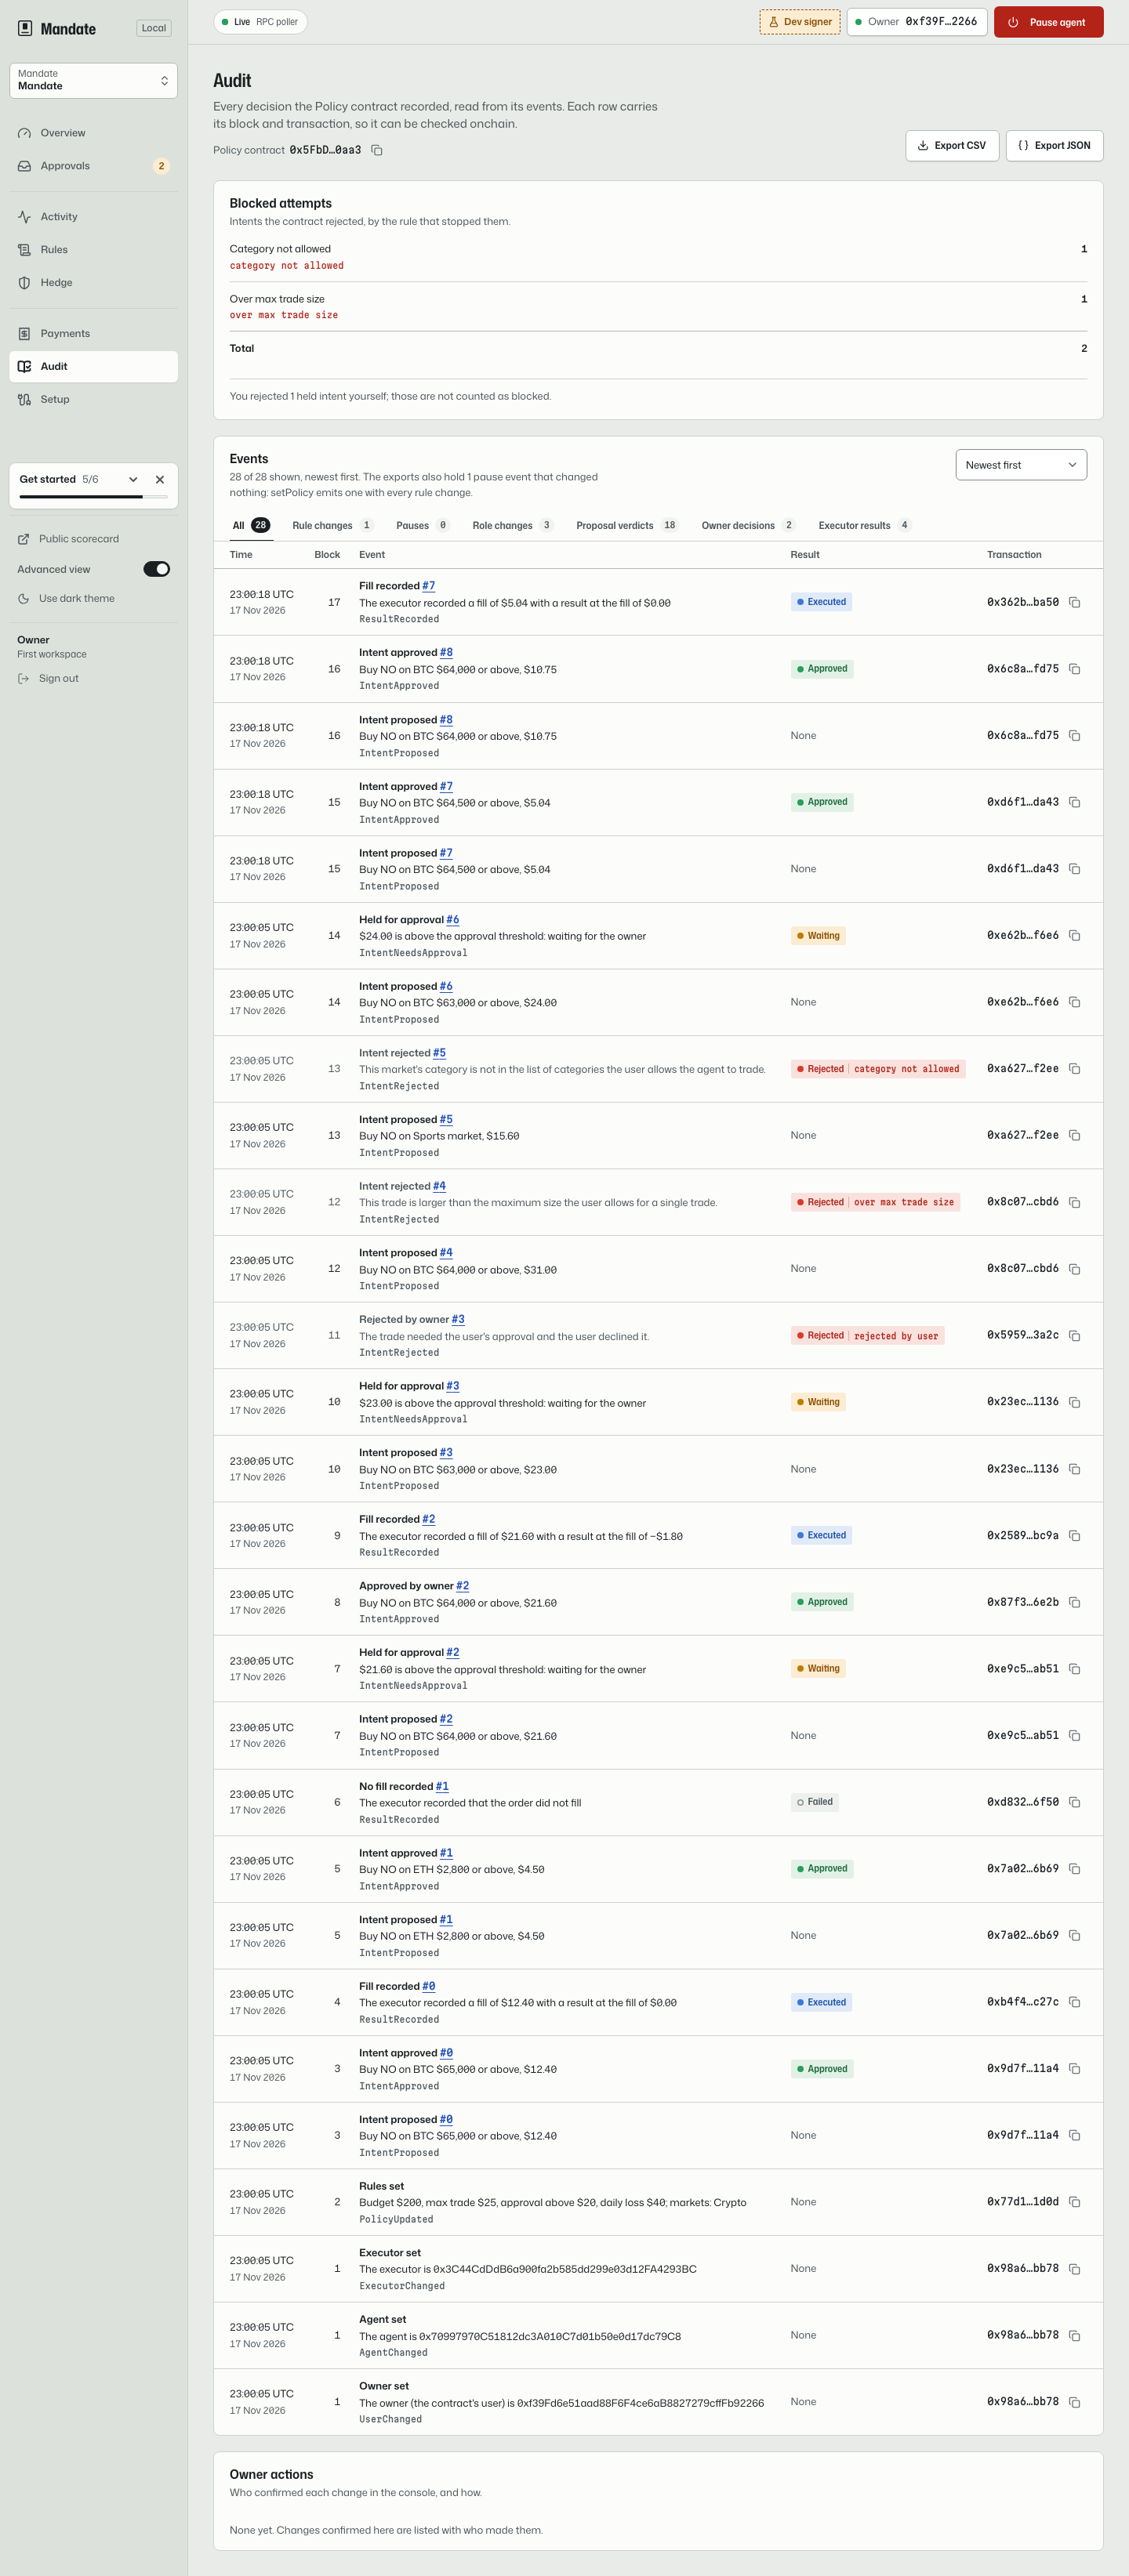 Mandate
Local
Mandate
Mandate
Overview
Approvals 2
Activity
Rules
Hedge
Payments
Audit
Setup
Get started 5/6
Public scorecard
Advanced view
Use dark theme
Owner
First workspace
Sign out
Live RPC poller
Dev signer
Owner 0xf39F…2266
Pause agent
Audit
Every decision the Policy contract recorded, read from its events. Each row carries
its block and transaction, so it can be checked onchain.
Policy contract 0x5FbD…0aa3
Export CSV
Export JSON
Blocked attempts
Intents the contract rejected, by the rule that stopped them.
Category not allowed 1
category not allowed
Over max trade size 1
over max trade size
Total 2
You rejected 1 held intent yourself; those are not counted as blocked.
Events
28 of 28 shown, newest first. The exports also hold 1 pause event that changed
nothing: setPolicy emits one with every rule change.
Newest first
All 28 Rule changes 1 Pauses 0 Role changes 3 Proposal verdicts 18 Owner decisions 2 Executor results 4
Time Block Event Result Transaction
Fill recorded #7
23:00:18 UTC 17 The executor recorded a fill of $5.04 with a result at the fill of $0.00 Executed 0x362b…ba50
17 Nov 2026 ResultRecorded
Intent approved #8
23:00:18 UTC 16 Buy NO on BTC $64,000 or above, $10.75 Approved 0x6c8a…fd75
17 Nov 2026 IntentApproved
Intent proposed #8
23:00:18 UTC 16 Buy NO on BTC $64,000 or above, $10.75 None 0x6c8a…fd75
17 Nov 2026 IntentProposed
Intent approved #7
23:00:18 UTC 15 Buy NO on BTC $64,500 or above, $5.04 Approved 0xd6f1…da43
17 Nov 2026 IntentApproved
Intent proposed #7
23:00:18 UTC 15 Buy NO on BTC $64,500 or above, $5.04 None 0xd6f1…da43
17 Nov 2026 IntentProposed
Held for approval #6
23:00:05 UTC 14 $24.00 is above the approval threshold: waiting for the owner Waiting 0xe62b…f6e6
17 Nov 2026 IntentNeedsApproval
Intent proposed #6
23:00:05 UTC 14 Buy NO on BTC $63,000 or above, $24.00 None 0xe62b…f6e6
17 Nov 2026 IntentProposed
Intent rejected #5
23:00:05 UTC 13 This market's category is not in the list of categories the user allows the agent to trade. Rejected category not allowed 0xa627…f2ee
17 Nov 2026 IntentRejected
Intent proposed #5
23:00:05 UTC 13 Buy NO on Sports market, $15.60 None 0xa627…f2ee
17 Nov 2026 IntentProposed
Intent rejected #4
23:00:05 UTC 12 This trade is larger than the maximum size the user allows for a single trade. Rejected over max trade size 0x8c07…cbd6
17 Nov 2026 IntentRejected
Intent proposed #4
23:00:05 UTC 12 Buy NO on BTC $64,000 or above, $31.00 None 0x8c07…cbd6
17 Nov 2026 IntentProposed
Rejected by owner #3
23:00:05 UTC 11 The trade needed the user's approval and the user declined it. Rejected rejected by user 0x5959…3a2c
17 Nov 2026 IntentRejected
Held for approval #3
23:00:05 UTC 10 $23.00 is above the approval threshold: waiting for the owner Waiting 0x23ec…1136
17 Nov 2026 IntentNeedsApproval
Intent proposed #3
23:00:05 UTC 10 Buy NO on BTC $63,000 or above, $23.00 None 0x23ec…1136
17 Nov 2026 IntentProposed
Fill recorded #2
23:00:05 UTC 9 The executor recorded a fill of $21.60 with a result at the fill of −$1.80 Executed 0x2589…bc9a
17 Nov 2026 ResultRecorded
Approved by owner #2
23:00:05 UTC 8 Buy NO on BTC $64,000 or above, $21.60 Approved 0x87f3…6e2b
17 Nov 2026 IntentApproved
Held for approval #2
23:00:05 UTC 7 $21.60 is above the approval threshold: waiting for the owner Waiting 0xe9c5…ab51
17 Nov 2026 IntentNeedsApproval
Intent proposed #2
23:00:05 UTC 7 Buy NO on BTC $64,000 or above, $21.60 None 0xe9c5…ab51
17 Nov 2026 IntentProposed
No fill recorded #1
23:00:05 UTC 6 The executor recorded that the order did not fill Failed 0xd832…6f50
17 Nov 2026 ResultRecorded
Intent approved #1
23:00:05 UTC 5 Buy NO on ETH $2,800 or above, $4.50 Approved 0x7a02…6b69
17 Nov 2026 IntentApproved
Intent proposed #1
23:00:05 UTC 5 Buy NO on ETH $2,800 or above, $4.50 None 0x7a02…6b69
17 Nov 2026 IntentProposed
Fill recorded #0
23:00:05 UTC 4 The executor recorded a fill of $12.40 with a result at the fill of $0.00 Executed 0xb4f4…c27c
17 Nov 2026 ResultRecorded
Intent approved #0
23:00:05 UTC 3 Buy NO on BTC $65,000 or above, $12.40 Approved 0x9d7f…11a4
17 Nov 2026 IntentApproved
Intent proposed #0
23:00:05 UTC 3 Buy NO on BTC $65,000 or above, $12.40 None 0x9d7f…11a4
17 Nov 2026 IntentProposed
Rules set
23:00:05 UTC 2 Budget $200, max trade $25, approval above $20, daily loss $40; markets: Crypto None 0x77d1…1d0d
17 Nov 2026 PolicyUpdated
Executor set
23:00:05 UTC 1 The executor is 0x3C44CdDdB6a900fa2b585dd299e03d12FA4293BC None 0x98a6…bb78
17 Nov 2026 ExecutorChanged
Agent set
23:00:05 UTC 1 The agent is 0x70997970C51812dc3A010C7d01b50e0d17dc79C8 None 0x98a6…bb78
17 Nov 2026 AgentChanged
Owner set
23:00:05 UTC 1 The owner (the contract's user) is 0xf39Fd6e51aad88F6F4ce6aB8827279cffFb92266 None 0x98a6…bb78
17 Nov 2026 UserChanged
Owner actions
Who confirmed each change in the console, and how.
None yet. Changes confirmed here are listed with who made them.